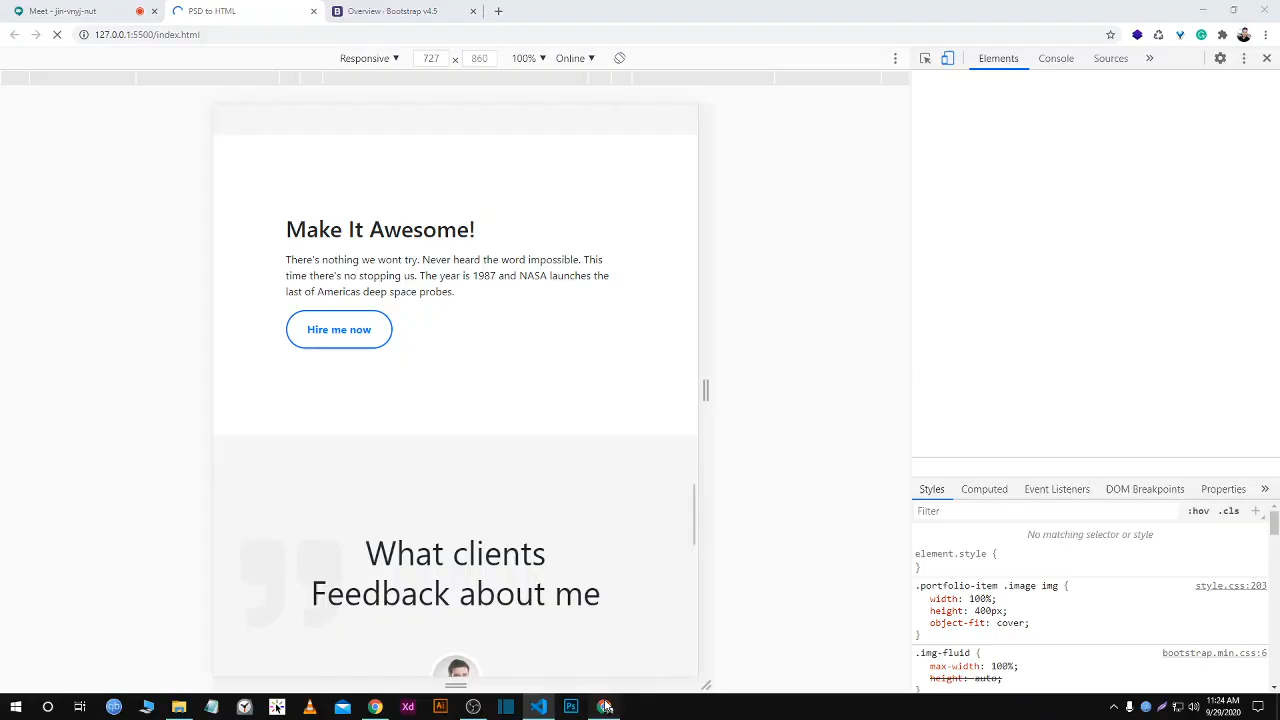 Meet - jin-vnyj-nut
PSD to HTML
Overview · Bootstrap v4.5
127.0.0.1:5500/index.html
Responsive ▼ 727 x 860 100% ▼ Online ▼
Elements Console Sources »
Make It Awesome!
There's nothing we wont try. Never heard the word impossible. This
time there's no stopping us. The year is 1987 and NASA launches the
last of Americas deep space probes.
Hire me now
What clients
Feedback about me
Styles Computed Event Listeners DOM Breakpoints Properties »
Filter :hov .cls +
No matching selector or style
element.style {
}
.portfolio-item .image img { style.css:203
width: 100%;
height: 400px;
object-fit: cover;
}
.img-fluid { bootstrap.min.css:6
max-width: 100%;
height: auto;
}
11:24 AM
9/29/2020